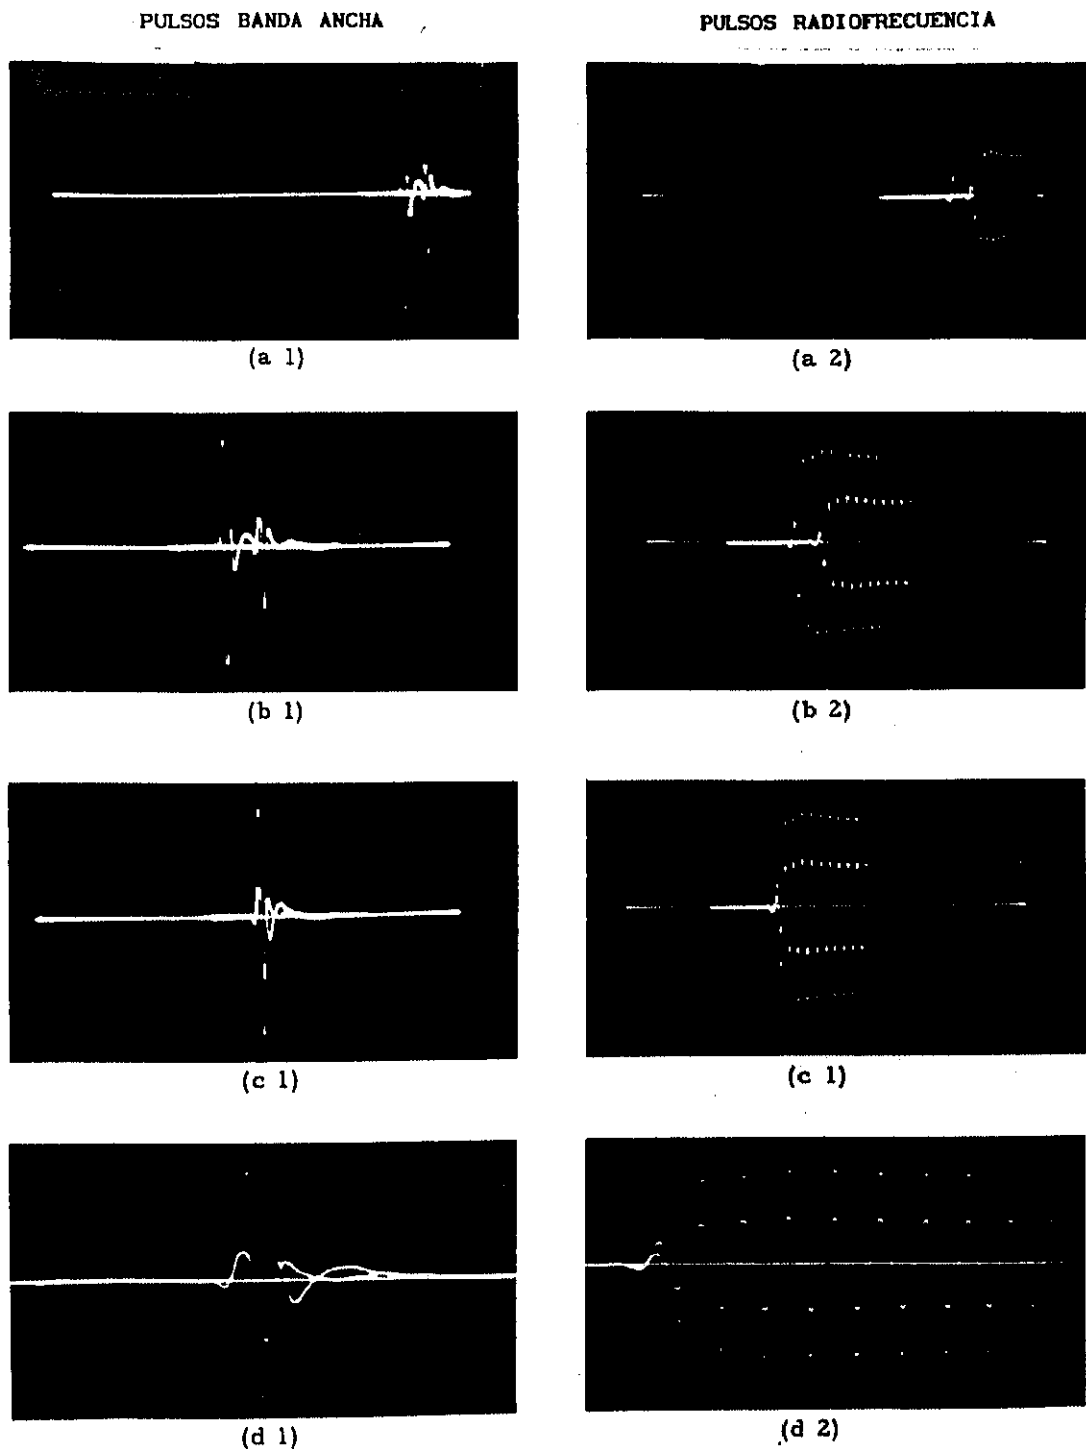 PULSOS BANDA ANCHA
PULSOS RADIOFRECUENCIA
(a 1)
(a 2)
(b 1)
(b 2)
(c 1)
(c 1)
(d 1)
(d 2)